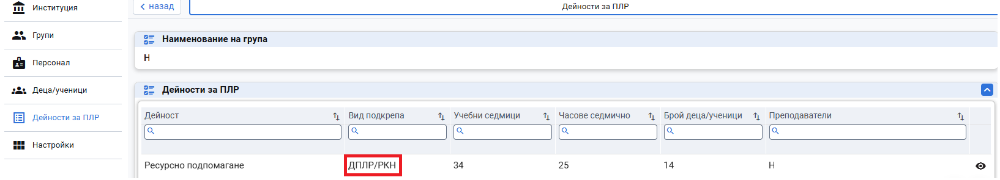 Институция
Групи
Персонал
Деца/ученици
Дейности за ПЛР
Настройки
назад
Дейности за ПЛР
Наименование на група
Н
Дейности за ПЛР
Дейност Вид подкрепа Учебни седмици Часове седмично Брой деца/ученици Преподаватели
Ресурсно подпомагане ДПЛР/РКН 34 25 14 Н